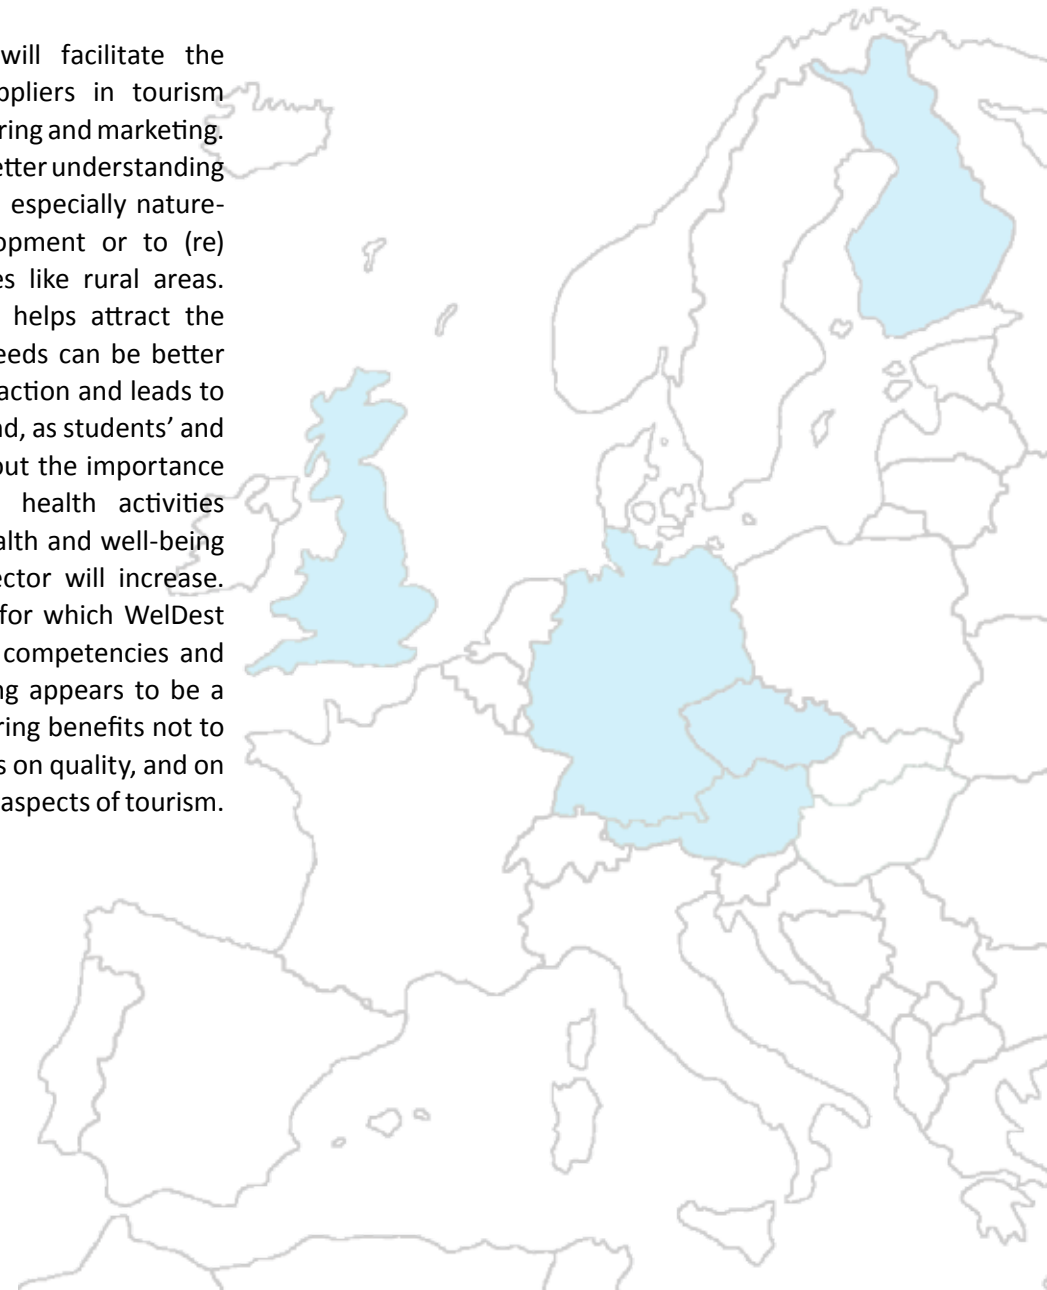 will facilitate the
ppliers in tourism
ring and marketing.
etter understanding
especially nature-
opment or to (re)
es like rural areas.
helps attract the
eeds can be better
action and leads to
nd, as students’ and
out the importance
health activities
alth and well-being
ector will increase.
for which WelDest
competencies and
ng appears to be a
ring benefits not to
s on quality, and on
aspects of tourism.